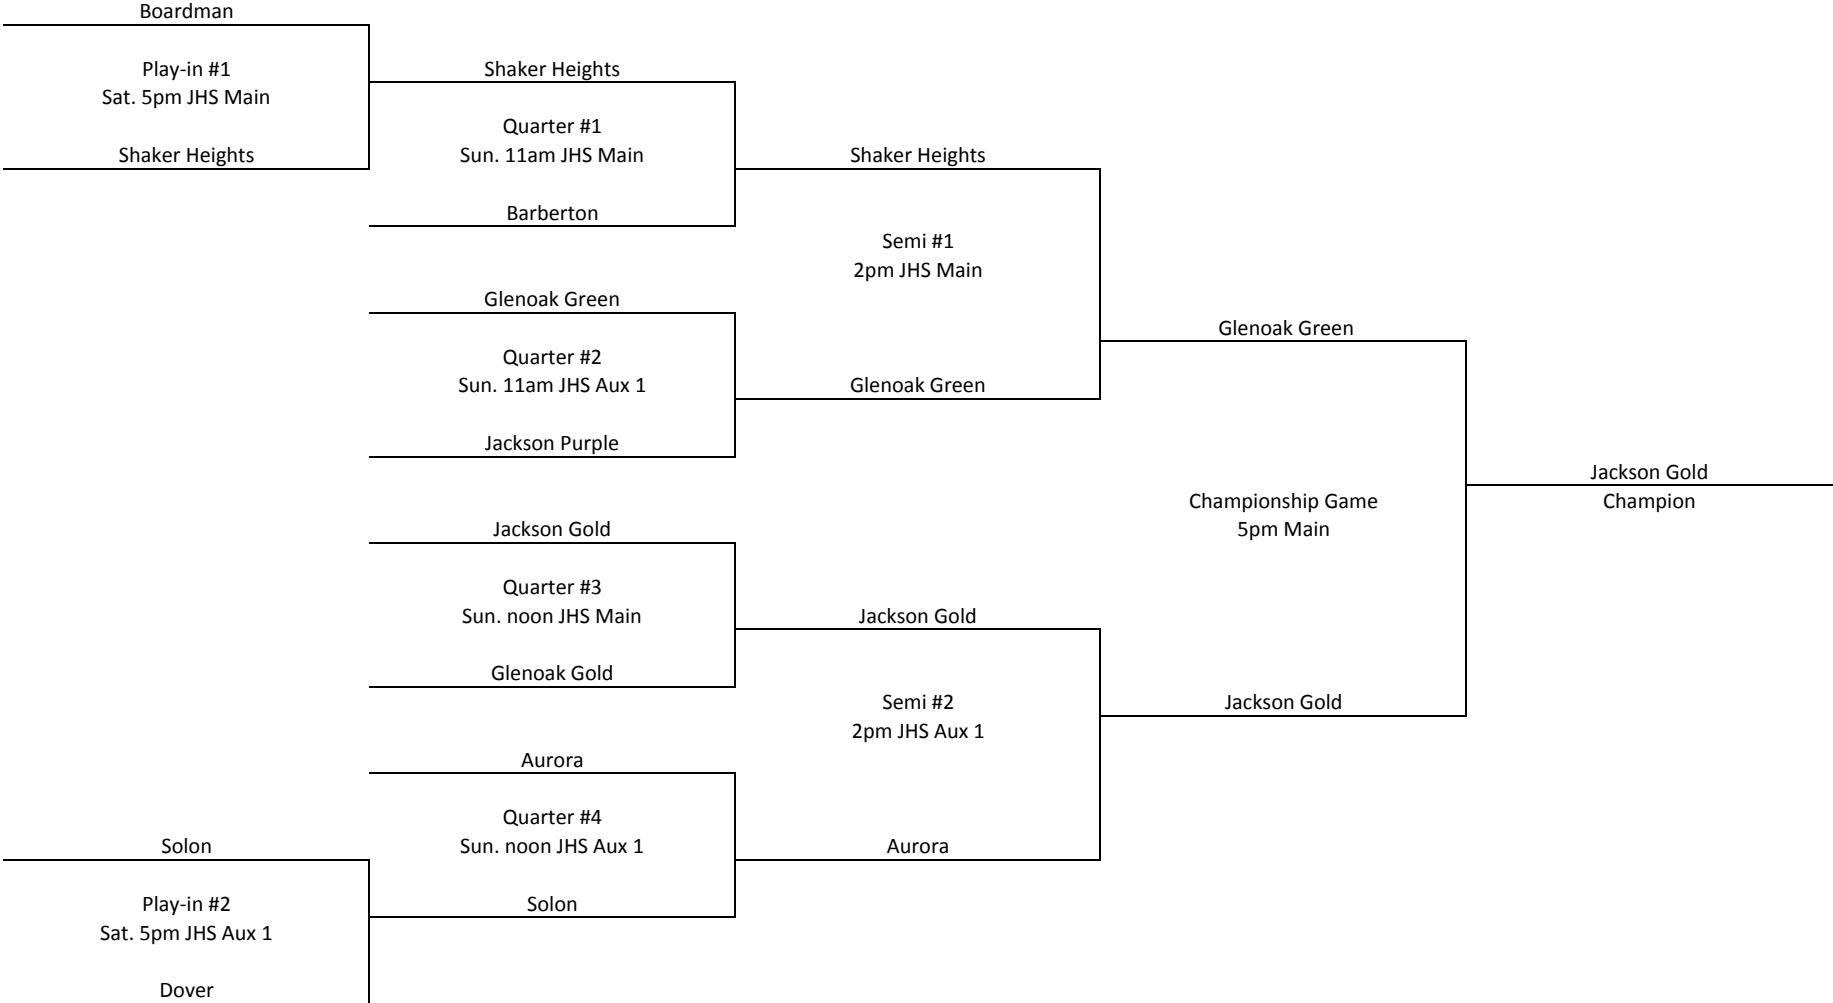 Boardman
Play-in #1
Sat. 5pm JHS Main
Shaker Heights
Shaker Heights
Quarter #1
Sun. 11am JHS Main
Barberton
Shaker Heights
Semi #1
2pm JHS Main
Glenoak Green
Quarter #2
Sun. 11am JHS Aux 1
Jackson Purple
Glenoak Green
Glenoak Green
Championship Game
5pm Main
Jackson Gold
Champion
Jackson Gold
Quarter #3
Sun. noon JHS Main
Glenoak Gold
Jackson Gold
Semi #2
2pm JHS Aux 1
Jackson Gold
Aurora
Quarter #4
Sun. noon JHS Aux 1
Solon
Aurora
Solon
Play-in #2
Sat. 5pm JHS Aux 1
Dover